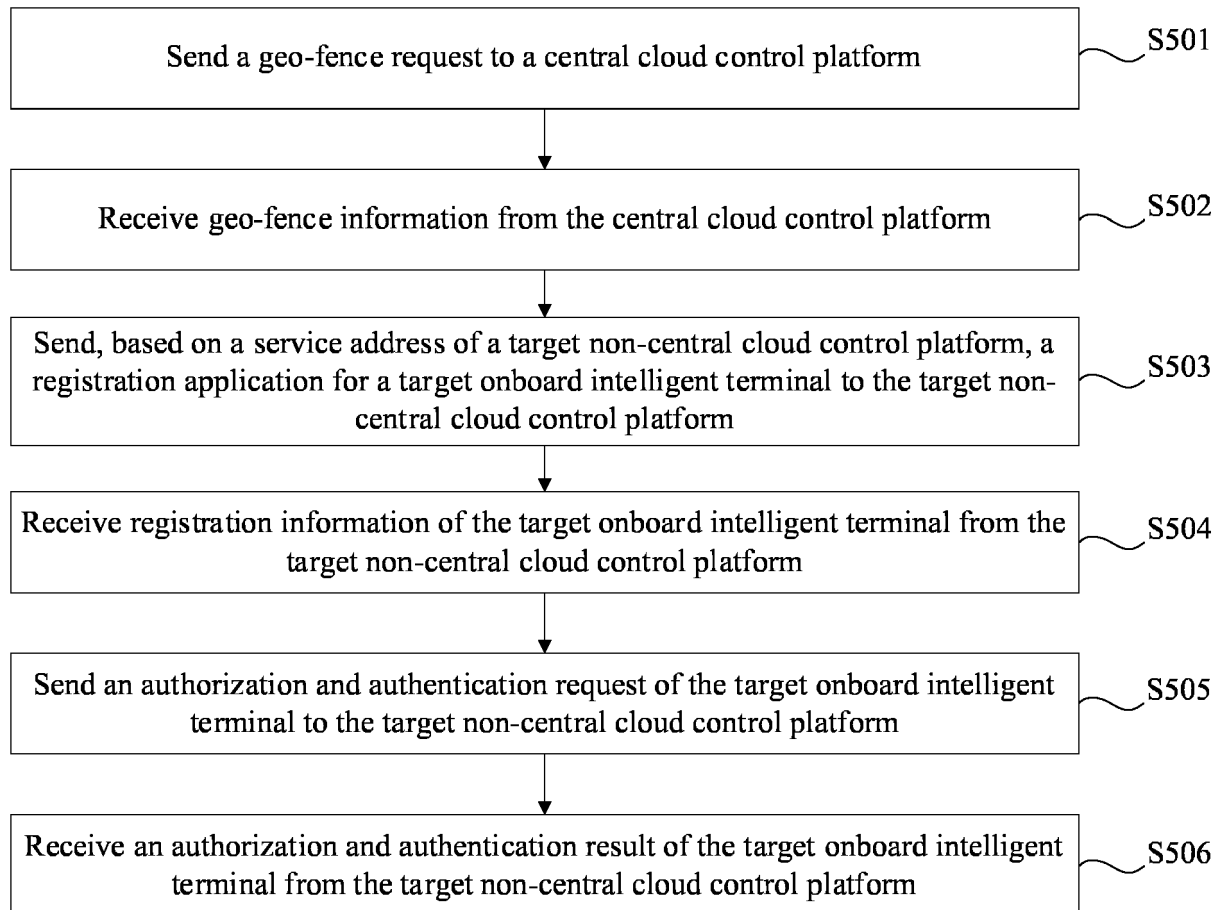 Send a geo-fence request to a central cloud control platform
S501
Receive geo-fence information from the central cloud control platform
S502
Send, based on a service address of a target non-central cloud control platform, a
registration application for a target onboard intelligent terminal to the target non-
central cloud control platform
S503
Receive registration information of the target onboard intelligent terminal from the
target non-central cloud control platform
S504
Send an authorization and authentication request of the target onboard intelligent
terminal to the target non-central cloud control platform
S505
Receive an authorization and authentication result of the target onboard intelligent
terminal from the target non-central cloud control platform
S506